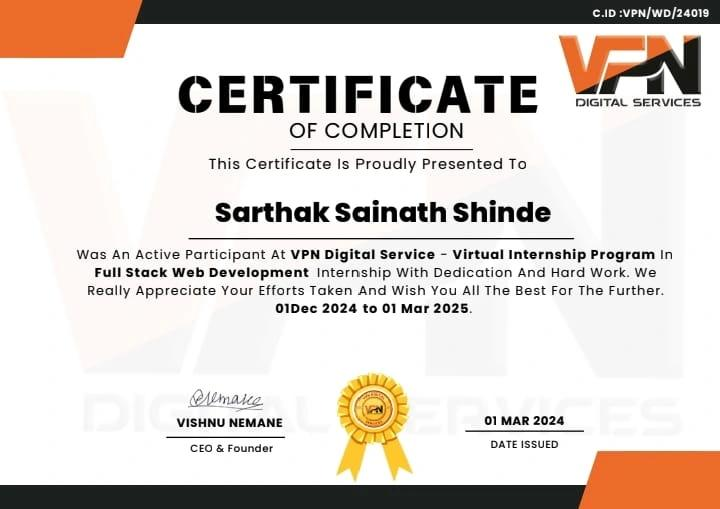 C.ID :VPN/WD/24019
VPN
DIGITAL SERVICES
CERTIFICATE
OF COMPLETION
This Certificate Is Proudly Presented To
Sarthak Sainath Shinde
Was An Active Participant At VPN Digital Service - Virtual Internship Program In
Full Stack Web Development Internship With Dedication And Hard Work. We
Really Appreciate Your Efforts Taken And Wish You All The Best For The Further.
01Dec 2024 to 01 Mar 2025.
VPN
DIGITAL SERVICES
VISHNU NEMANE
CEO & Founder
VPN
01 MAR 2024
DATE ISSUED